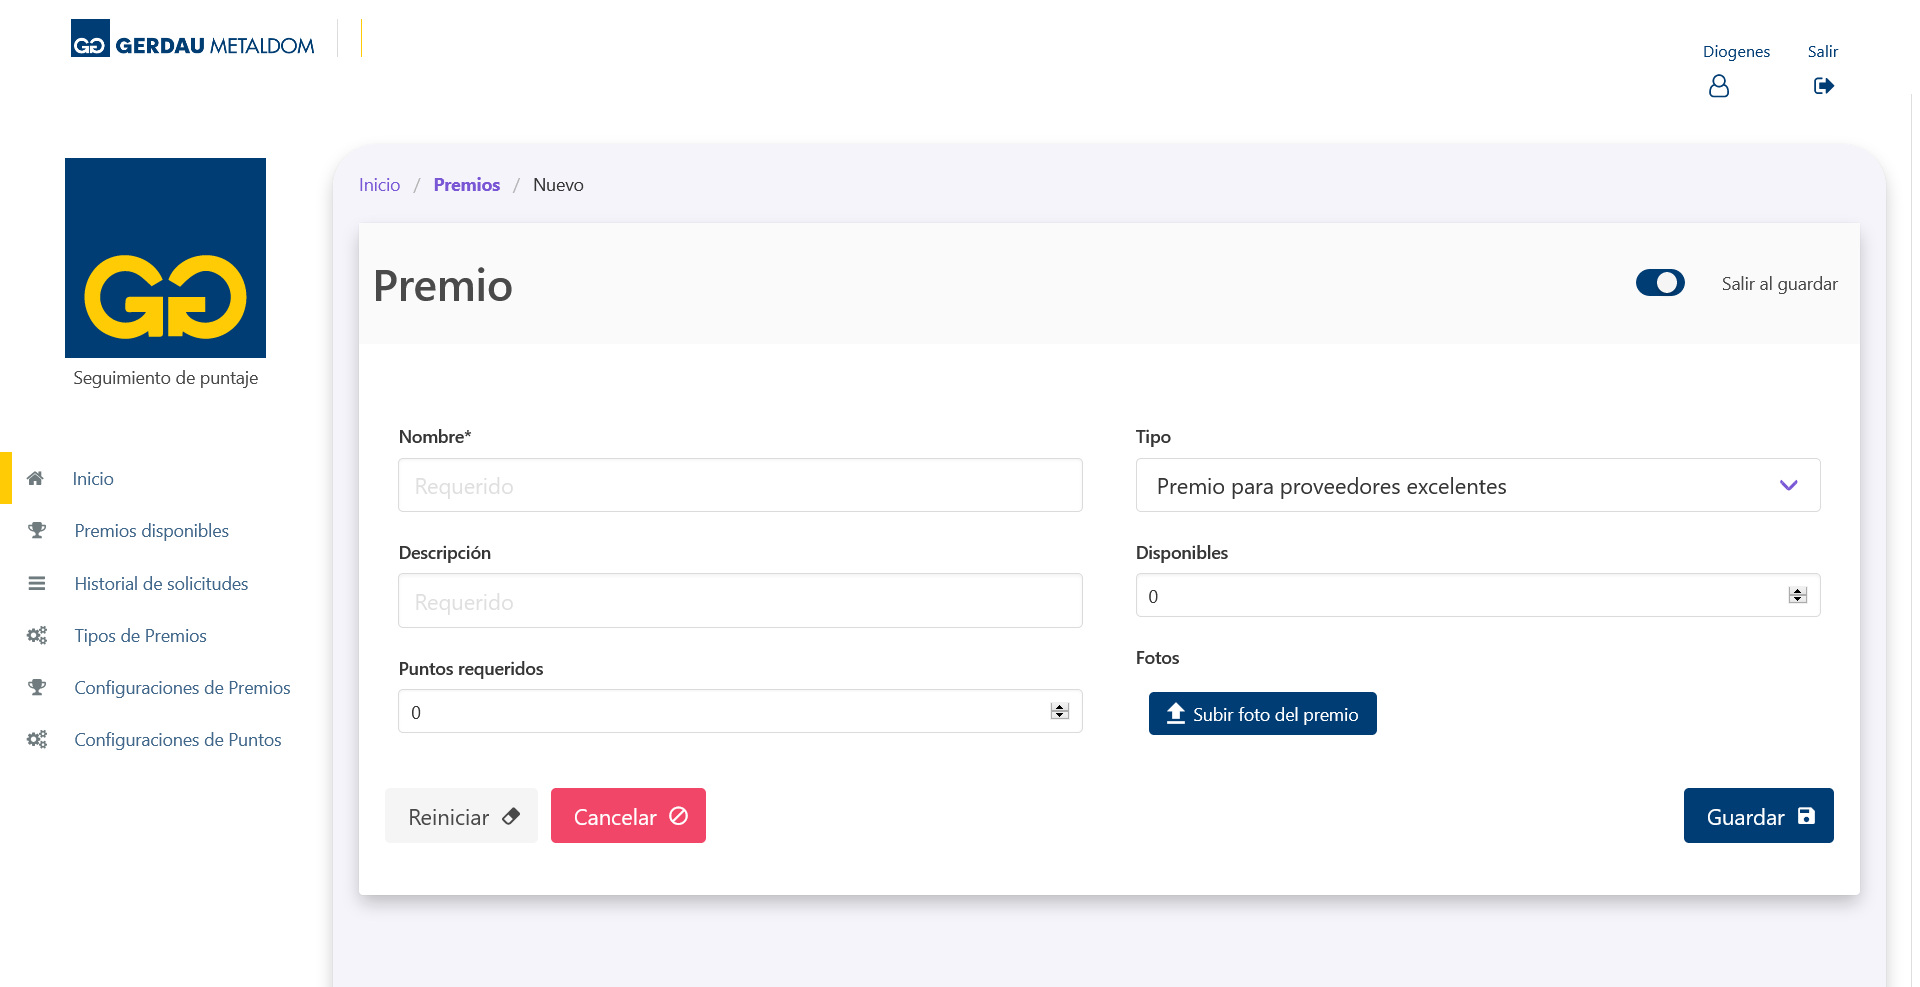 GG GERDAU METALDOM
Diogenes Salir
Inicio / Premios / Nuevo
Premio
Salir al guardar
GG
Seguimiento de puntaje
Inicio
Premios disponibles
Historial de solicitudes
Tipos de Premios
Configuraciones de Premios
Configuraciones de Puntos
Nombre*
Requerido
Tipo
Premio para proveedores excelentes
Descripción
Requerido
Disponibles
0
Puntos requeridos
0
Fotos
Subir foto del premio
Reiniciar
Cancelar
Guardar